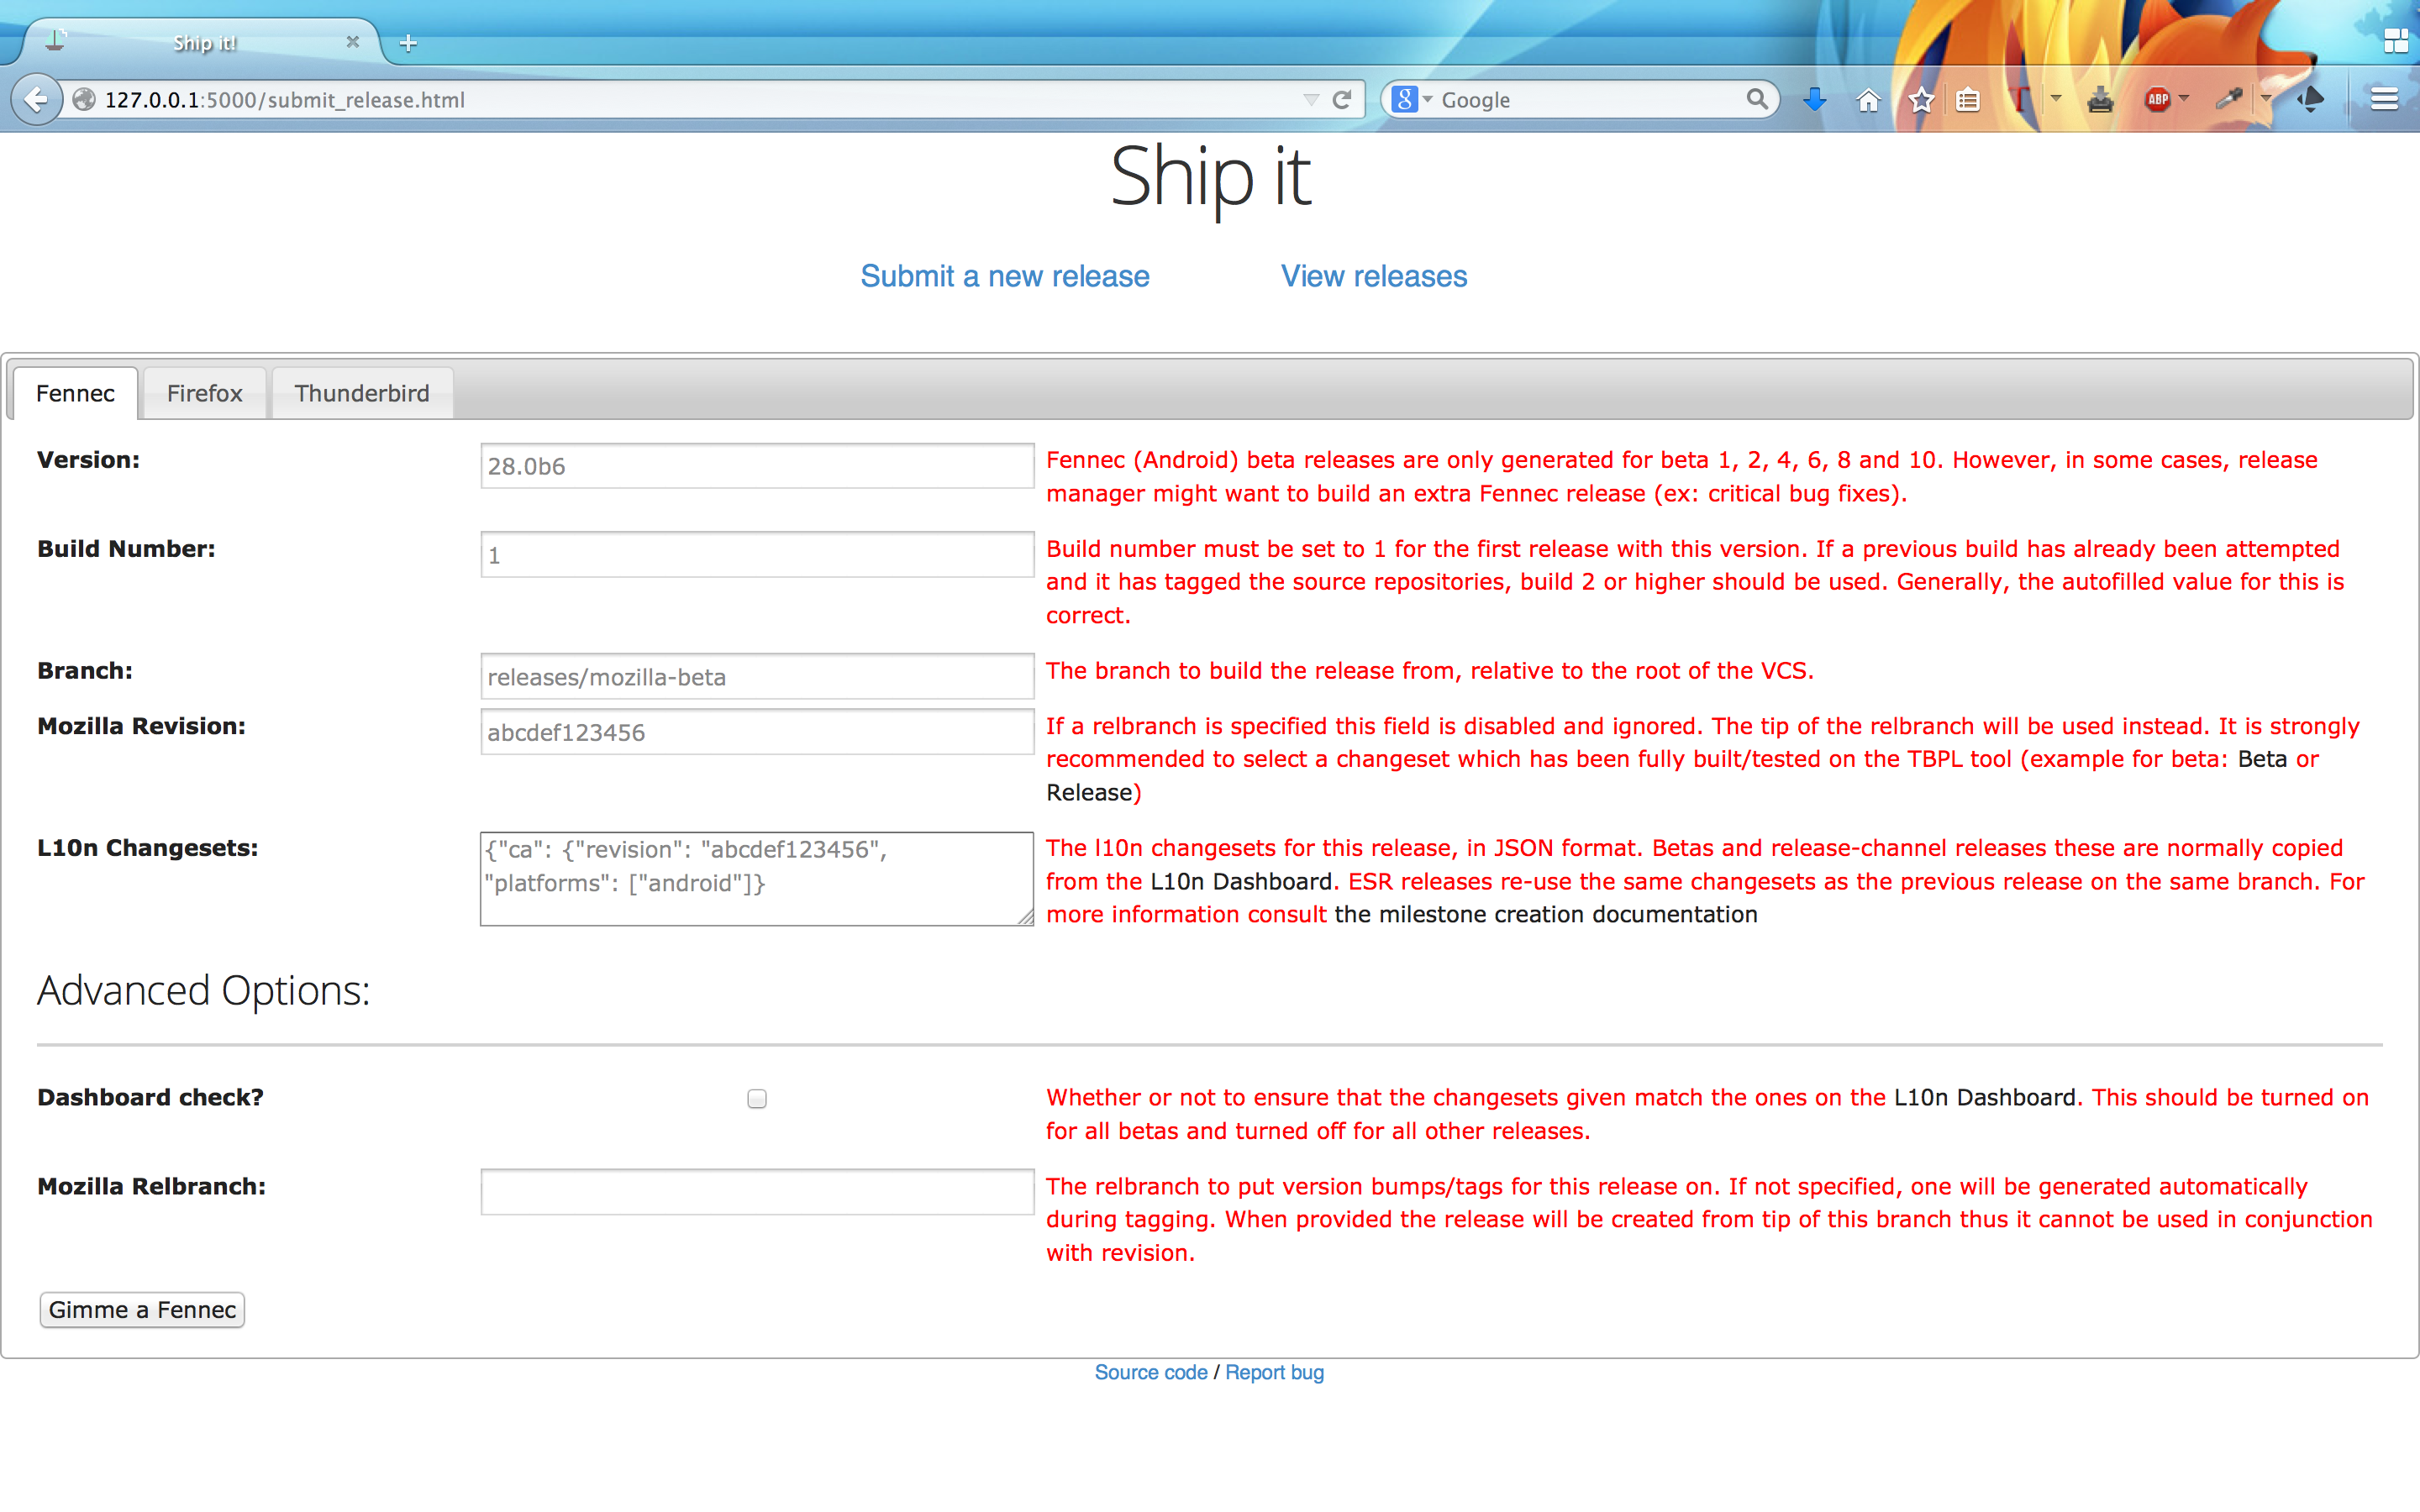 Ship it!
127.0.0.1:5000/submit_release.html
Google
ABP
Ship it
Submit a new release View releases
Fennec Firefox Thunderbird
Version:
28.0b6
Fennec (Android) beta releases are only generated for beta 1, 2, 4, 6, 8 and 10. However, in some cases, release
manager might want to build an extra Fennec release (ex: critical bug fixes).
Build Number:
1
Build number must be set to 1 for the first release with this version. If a previous build has already been attempted
and it has tagged the source repositories, build 2 or higher should be used. Generally, the autofilled value for this is
correct.
Branch:
releases/mozilla-beta
The branch to build the release from, relative to the root of the VCS.
Mozilla Revision:
abcdef123456
If a relbranch is specified this field is disabled and ignored. The tip of the relbranch will be used instead. It is strongly
recommended to select a changeset which has been fully built/tested on the TBPL tool (example for beta: Beta or
Release)
L10n Changesets:
{"ca": {"revision": "abcdef123456",
"platforms": ["android"]}
The l10n changesets for this release, in JSON format. Betas and release-channel releases these are normally copied
from the L10n Dashboard. ESR releases re-use the same changesets as the previous release on the same branch. For
more information consult the milestone creation documentation
Advanced Options:
Dashboard check?
Whether or not to ensure that the changesets given match the ones on the L10n Dashboard. This should be turned on
for all betas and turned off for all other releases.
Mozilla Relbranch:
The relbranch to put version bumps/tags for this release on. If not specified, one will be generated automatically
during tagging. When provided the release will be created from tip of this branch thus it cannot be used in conjunction
with revision.
Gimme a Fennec
Source code / Report bug